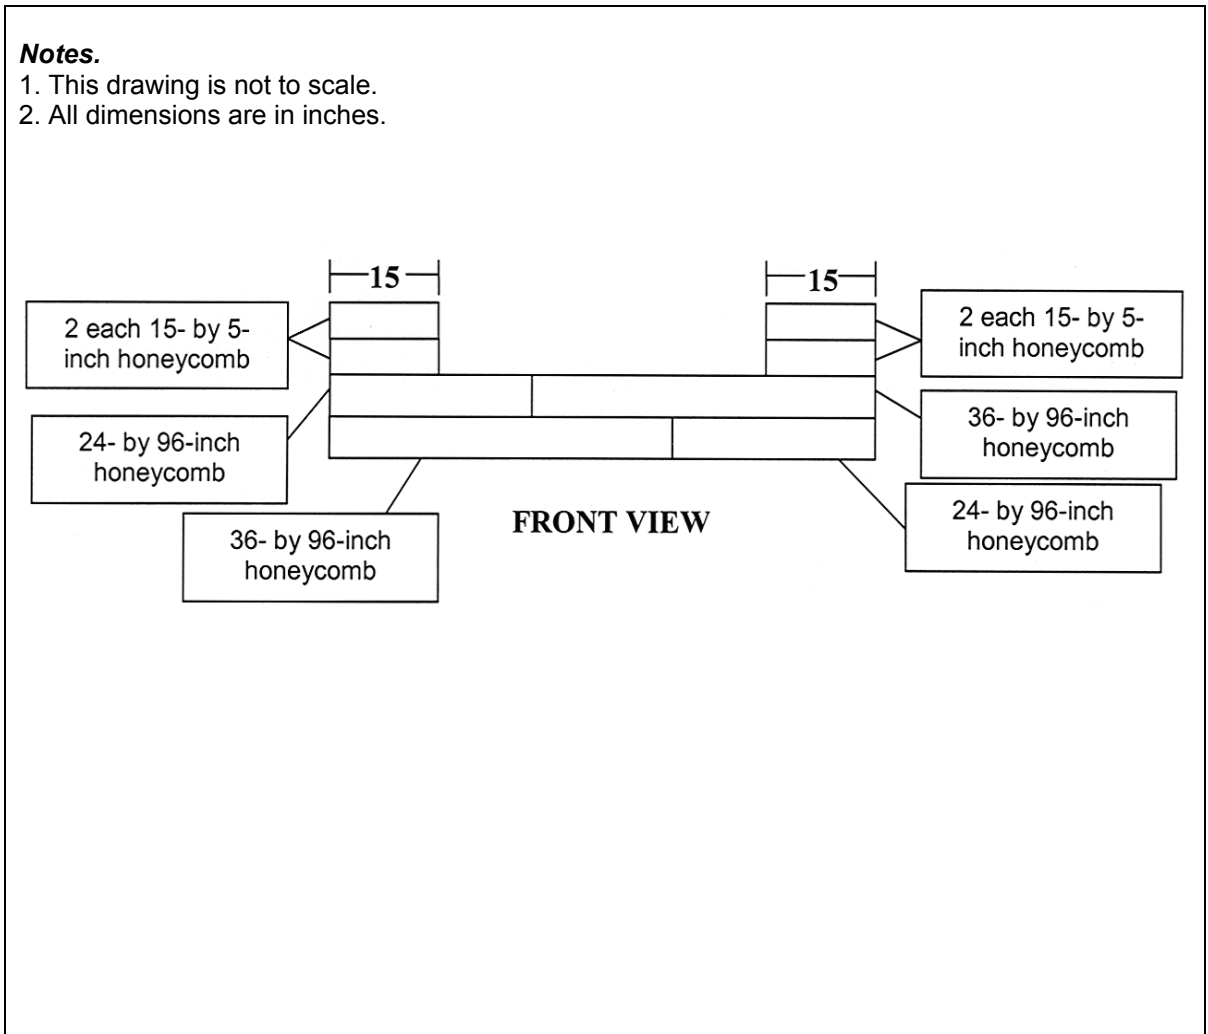 Notes.
1. This drawing is not to scale.
2. All dimensions are in inches.
15
15
2 each 15- by 5-
inch honeycomb
2 each 15- by 5-
inch honeycomb
24- by 96-inch
honeycomb
36- by 96-inch
honeycomb
36- by 96-inch
honeycomb
FRONT VIEW
24- by 96-inch
honeycomb